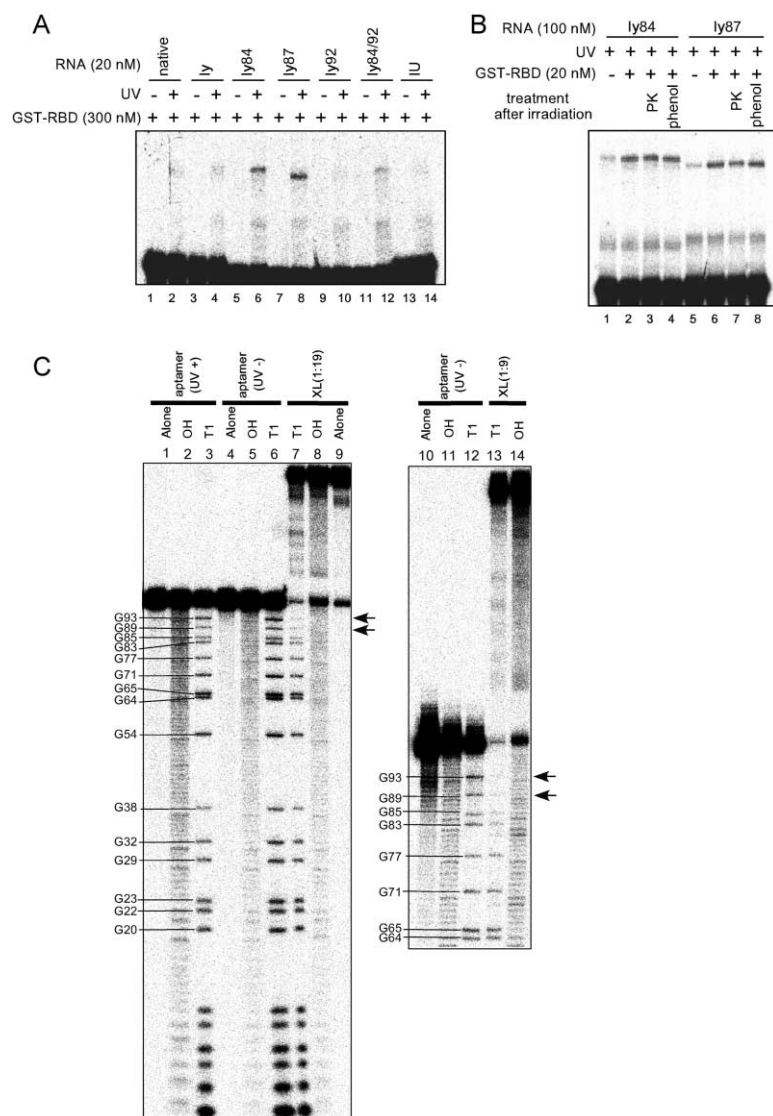 A
RNA (20 nM) native Iy Iy84 Iy87 Iy92 Iy84/92 IU
UV - + - + - + - + - + - + - +
GST-RBD (300 nM) + + + + + + + + + + + + + +
1 2 3 4 5 6 7 8 9 10 11 12 13 14
B
RNA (100 nM) Iy84 Iy87
UV + + + + + + + +
GST-RBD (20 nM) - + + + - + + +
treatment after irradiation PK phenol PK phenol
1 2 3 4 5 6 7 8
C
aptamer (UV +) aptamer (UV -) XL(1:19)
Alone OH T1 Alone OH T1 T1 OH Alone
1 2 3 4 5 6 7 8 9
G93
G89
G85
G83
G77
G71
G65
G64
G54
G38
G32
G29
G23
G22
G20
aptamer (UV -) XL(1:9)
Alone OH T1 T1 OH
10 11 12 13 14
G93
G89
G85
G83
G77
G71
G65
G64